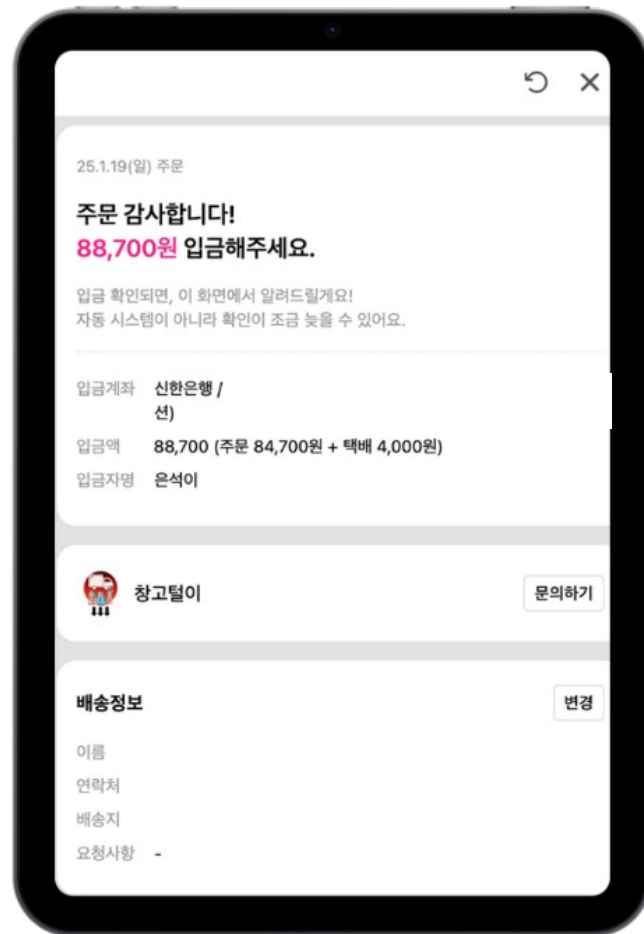 25.1.19(일) 주문
주문 감사합니다!
88,700원 입금해주세요.
입금 확인되면, 이 화면에서 알려드릴게요!
자동 시스템이 아니라 확인이 조금 늦을 수 있어요.
입금계좌 신한은행 /
션)
입금액 88,700 (주문 84,700원 + 택배 4,000원)
입금자명 은석이
창고털이 문의하기
배송정보 변경
이름
연락처
배송지
요청사항 -